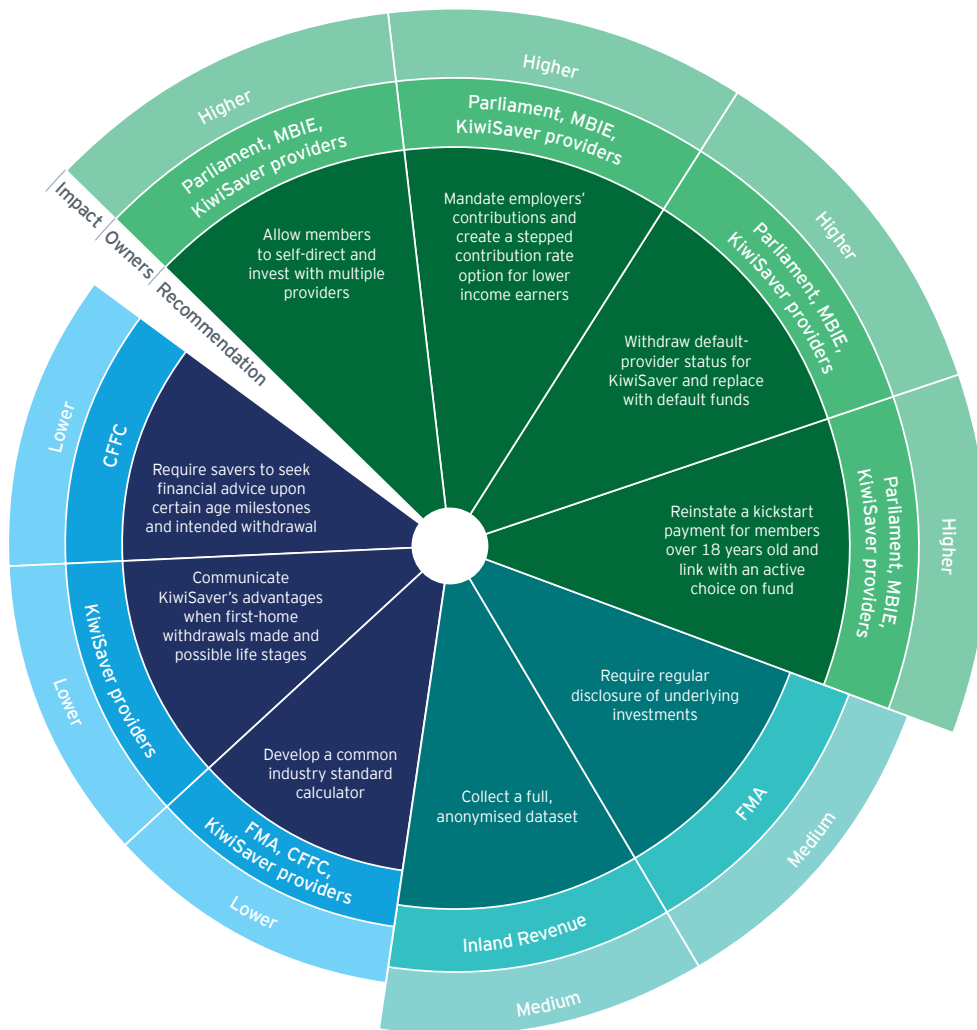 Impact
Owners
Recommendation
Higher
Parliament, MBIE,
KiwiSaver providers
Allow members
to self-direct and
invest with multiple
providers
Higher
Parliament, MBIE,
KiwiSaver providers
Mandate employers'
contributions and
create a stepped
contribution rate
option for lower
income earners
Higher
Parliament, MBIE,
KiwiSaver providers
Withdraw default-
provider status for
KiwiSaver and replace
with default funds
Higher
Parliament, MBIE,
KiwiSaver providers
Reinstate a kickstart
payment for members
over 18 years old and
link with an active
choice on fund
Medium
FMA
Require regular
disclosure of underlying
investments
Medium
Inland Revenue
Collect a full,
anonymised dataset
Lower
FMA, CFFC,
KiwiSaver providers
Develop a common
industry standard
calculator
Lower
KiwiSaver providers
Communicate
KiwiSaver's advantages
when first-home
withdrawals made and
possible life stages
Lower
CFFC
Require savers to seek
financial advice upon
certain age milestones
and intended withdrawal